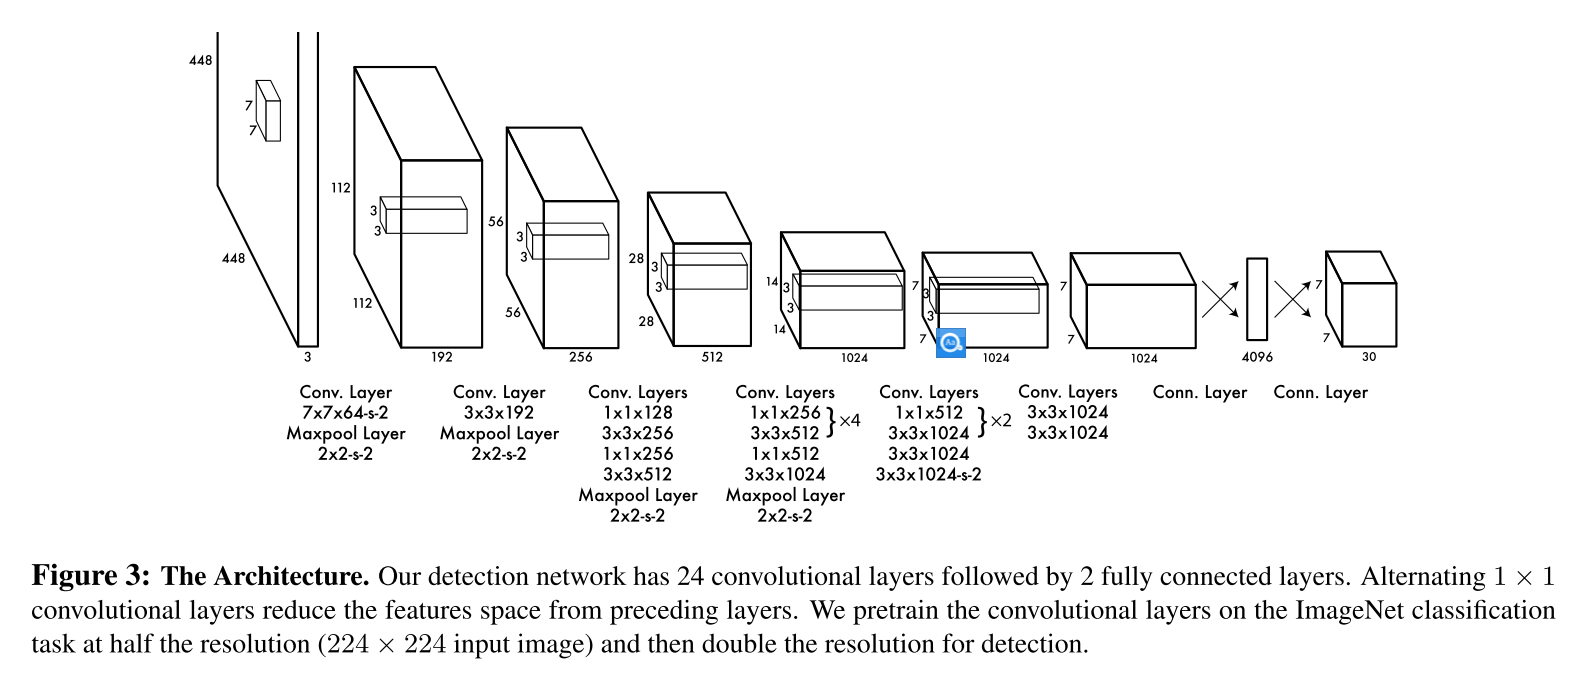 448
7
7
448
3
112
3
3
112
192
56
3
3
56
256
28
3
3
28
512
14
3
3
14
1024
7
3
3
7
1024
7
7
1024
4096
7
7
30
Conv. Layer
7x7x64-s-2
Maxpool Layer
2x2-s-2
Conv. Layer
3x3x192
Maxpool Layer
2x2-s-2
Conv. Layers
1x1x128
3x3x256
1x1x256
3x3x512
Maxpool Layer
2x2-s-2
Conv. Layers
1x1x256
3x3x512
}×4
1x1x512
3x3x1024
Maxpool Layer
2x2-s-2
Conv. Layers
1x1x512
3x3x1024
}×2
3x3x1024
3x3x1024-s-2
Conv. Layers
3x3x1024
3x3x1024
Conn. Layer
Conn. Layer
Aa
Figure 3: The Architecture. Our detection network has 24 convolutional layers followed by 2 fully connected layers. Alternating 1 × 1
convolutional layers reduce the features space from preceding layers. We pretrain the convolutional layers on the ImageNet classification
task at half the resolution (224 × 224 input image) and then double the resolution for detection.